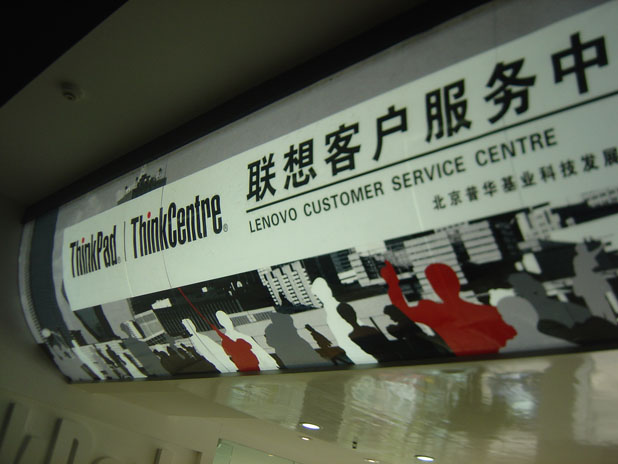 ThinkPad® | ThinkCentre®
联想客户服务中
LENOVO CUSTOMER SERVICE CENTRE
北京普华基业科技发展